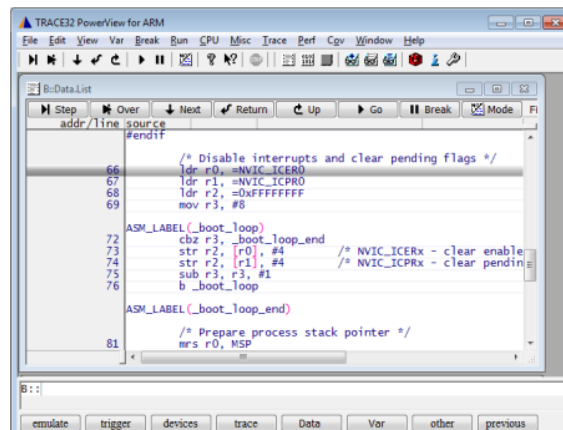 TRACE32 PowerView for ARM
File Edit View Var Break Run CPU Misc Trace Perf Cov Window Help
B::Data.List
Step Over Next Return Up Go Break Mode Fi
addr/line source
#endif
/* Disable interrupts and clear pending flags */
66 ldr r0, =NVIC_ICER0
67 ldr r1, =NVIC_ICPR0
68 ldr r2, =0xFFFFFFFF
69 mov r3, #8
ASM_LABEL(_boot_loop)
72 cbz r3, _boot_loop_end
73 str r2, [r0], #4 /* NVIC_ICERx - clear enable
74 str r2, [r1], #4 /* NVIC_ICPRx - clear pendin
75 sub r3, r3, #1
76 b _boot_loop
ASM_LABEL(_boot_loop_end)
/* Prepare process stack pointer */
81 mrs r0, MSP
B::
emulate trigger devices trace Data Var other previous